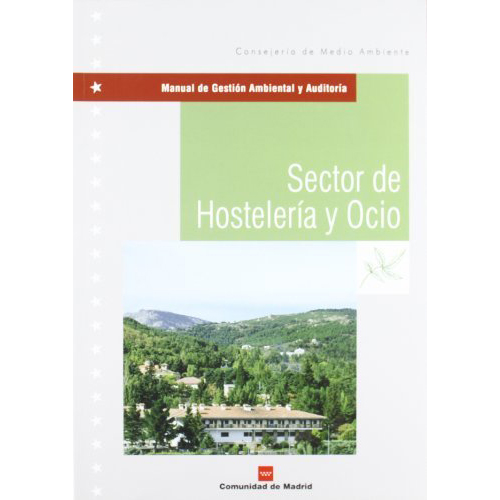 Consejería de Medio Ambiente
Manual de Gestión Ambiental y Auditoría
Sector de
Hostelería y Ocio
Comunidad de Madrid